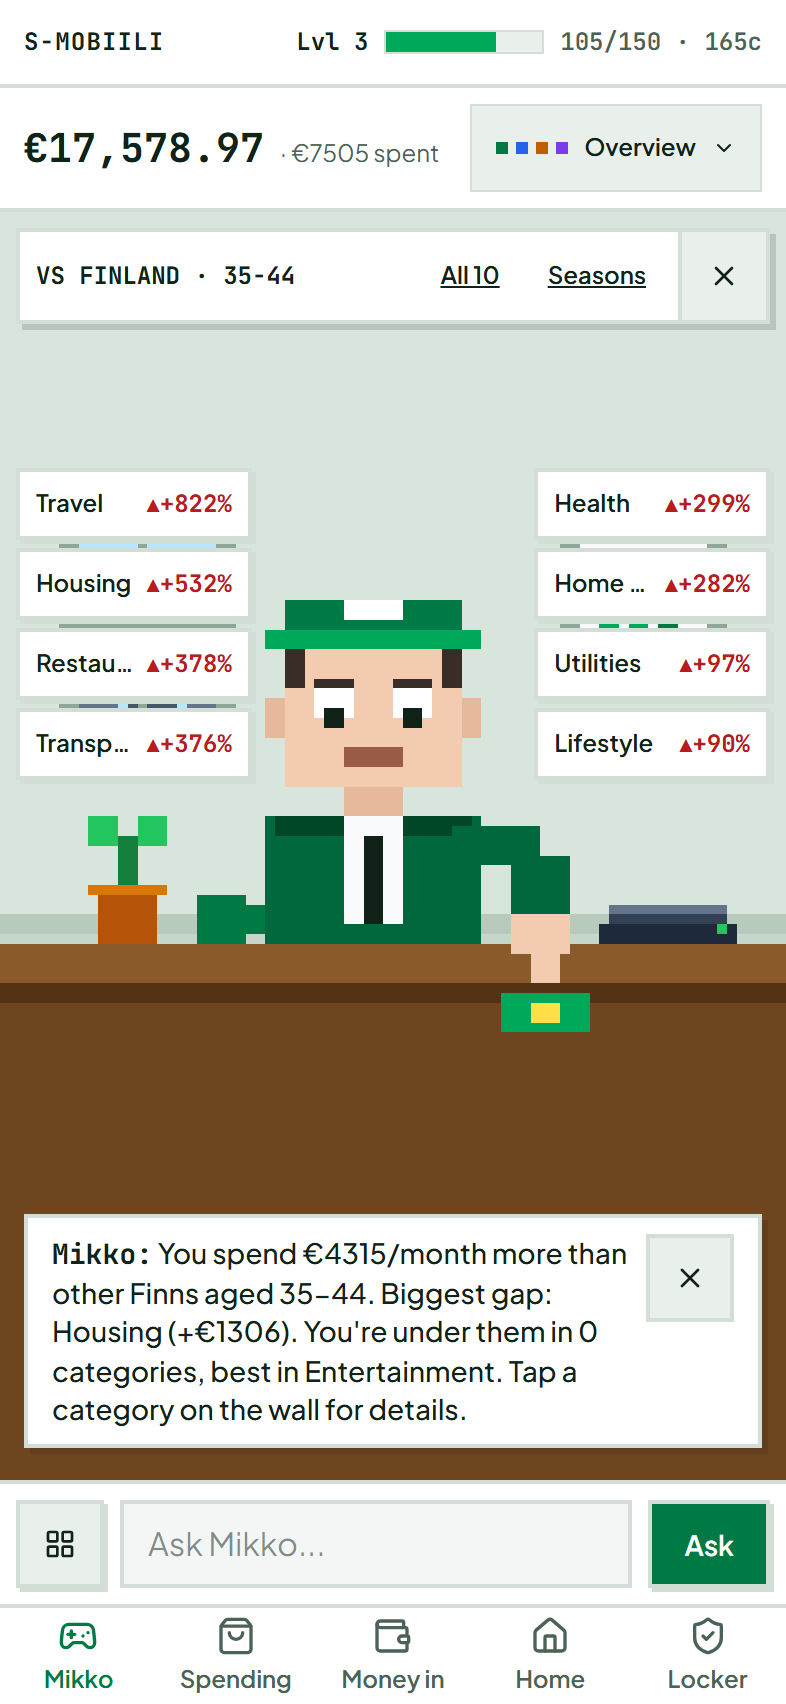 S-MOBIILI Lvl 3 105/150 · 165c
€17,578.97 · €7505 spent Overview
VS FINLAND · 35-44 All 10 Seasons
Travel ▲+822%
Housing ▲+532%
Restau... ▲+378%
Transp... ▲+376%
Health ▲+299%
Home ... ▲+282%
Utilities ▲+97%
Lifestyle ▲+90%
Mikko: You spend €4315/month more than
other Finns aged 35–44. Biggest gap:
Housing (+€1306). You're under them in 0
categories, best in Entertainment. Tap a
category on the wall for details.
Ask Mikko... Ask
Mikko Spending Money in Home Locker